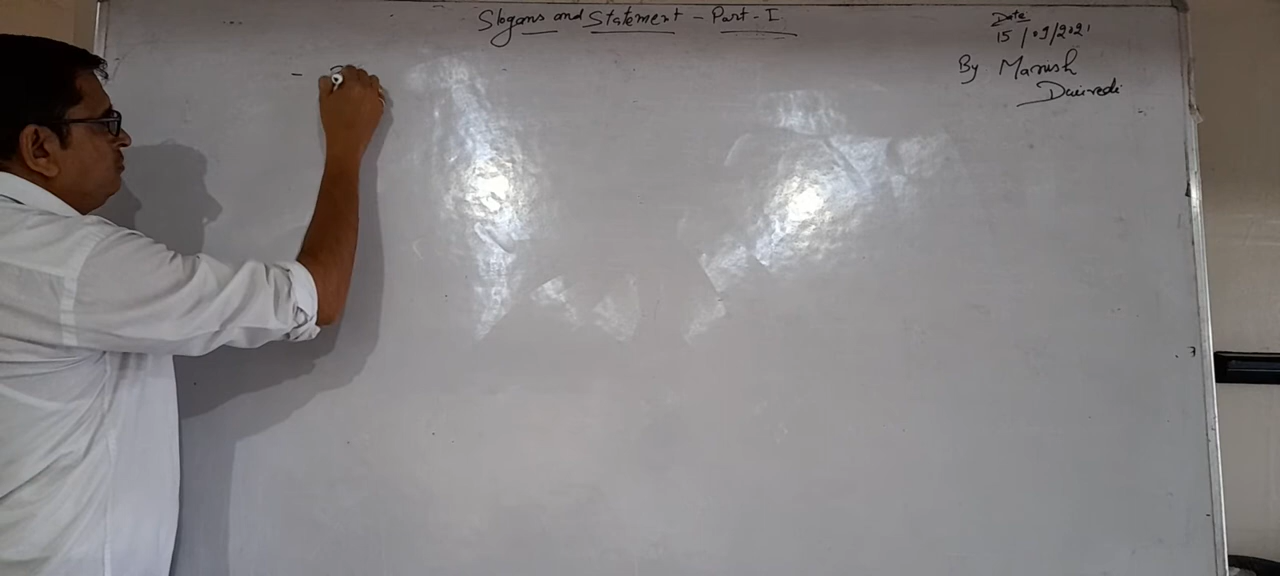 Slogans and Statement - Part - I
Date
15/09/2021
By Manish
Dwivedi